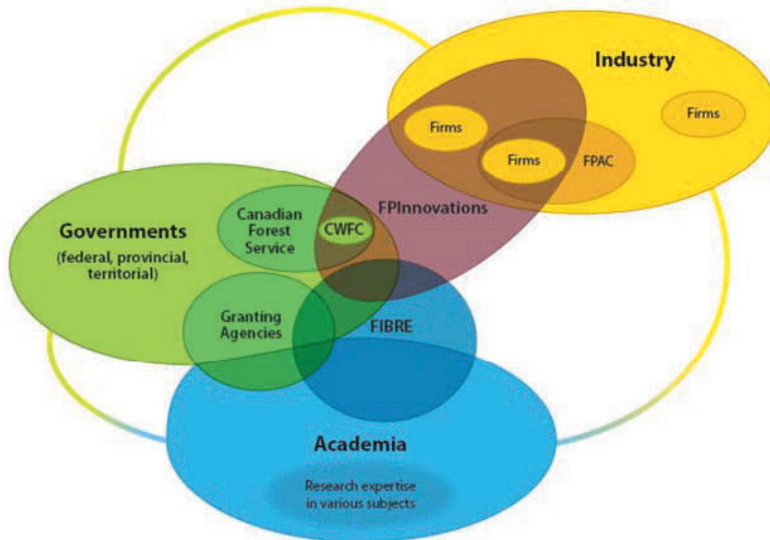 Industry
Firms
Firms
Firms
FPAC
FPInnovations
Canadian
Forest
Service
CWFC
Governments
(federal, provincial,
territorial)
Granting
Agencies
FIBRE
Academia
Research expertise
in various subjects